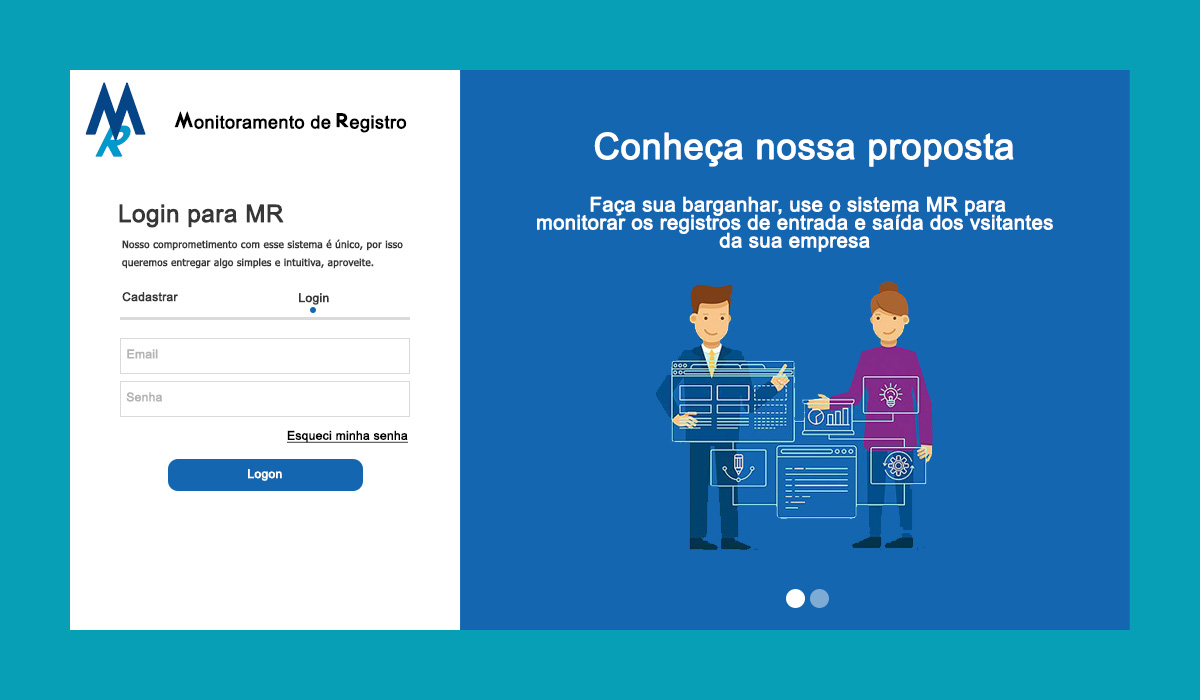 MR
Monitoramento de Registro
Login para MR
Nosso comprometimento com esse sistema é único, por isso
queremos entregar algo simples e intuitiva, aproveite.
Cadastrar
Login
Email
Senha
Esqueci minha senha
Logon
Conheça nossa proposta
Faça sua barganhar, use o sistema MR para
monitorar os registros de entrada e saída dos vsitantes
da sua empresa